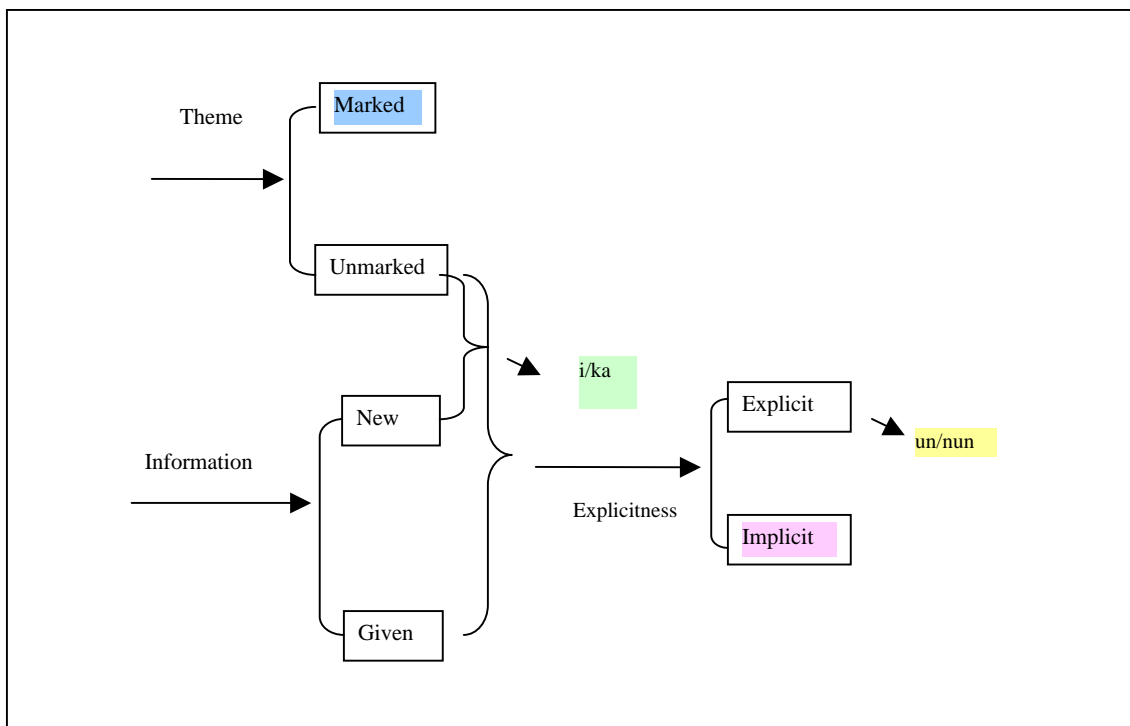 Marked
Theme
Unmarked
i/ka
New
Explicit
un/nun
Information
Explicitness
Implicit
Given